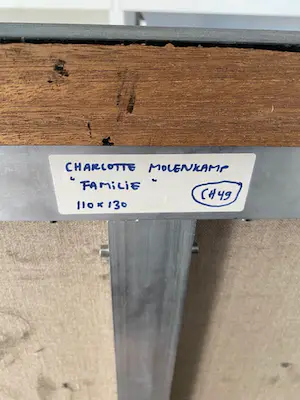 CHARLOTTE MOLENKAMP
"FAMILIE"
110 x 130
CH49